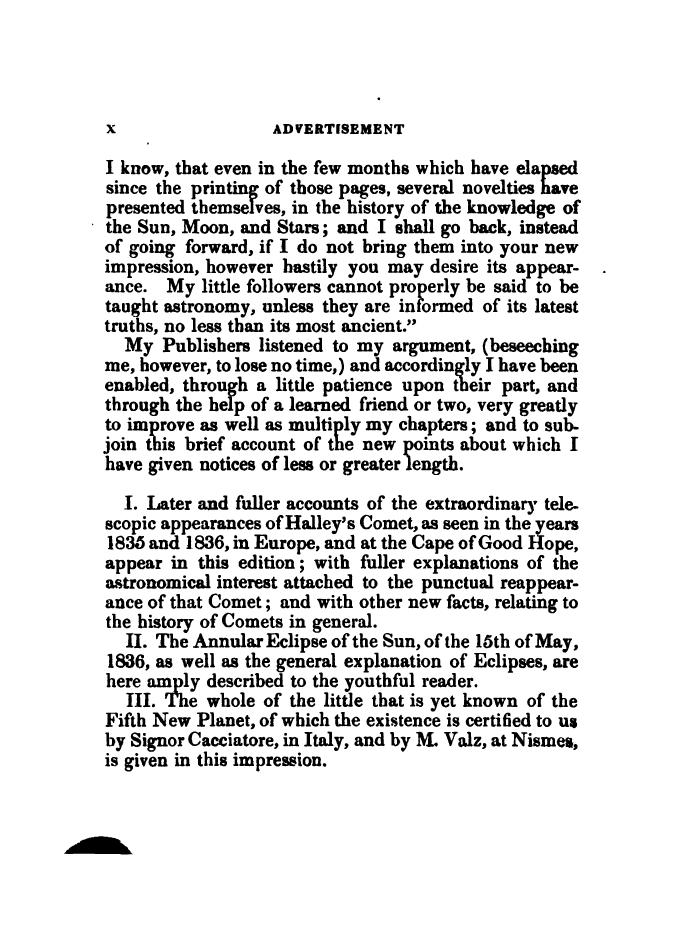 x ADVERTISEMENT
I know, that even in the few months which have elapsed
since the printing of those pages, several novelties have
presented themselves, in the history of the knowledge of
the Sun, Moon, and Stars; and I shall go back, instead
of going forward, if I do not bring them into your new
impression, however hastily you may desire its appear-
ance. My little followers cannot properly be said to be
taught astronomy, unless they are informed of its latest
truths, no less than its most ancient.”
My Publishers listened to my argument, (beseeching
me, however, to lose no time,) and accordingly I have been
enabled, through a little patience upon their part, and
through the help of a learned friend or two, very greatly
to improve as well as multiply my chapters; and to sub-
join this brief account of the new points about which I
have given notices of less or greater length.
I. Later and fuller accounts of the extraordinary tele-
scopic appearances of Halley's Comet, as seen in the years
1835 and 1836, in Europe, and at the Cape of Good Hope,
appear in this edition; with fuller explanations of the
astronomical interest attached to the punctual reappear-
ance of that Comet; and with other new facts, relating to
the history of Comets in general.
II. The Annular Eclipse of the Sun, of the 15th of May,
1836, as well as the general explanation of Eclipses, are
here amply described to the youthful reader.
III. The whole of the little that is yet known of the
Fifth New Planet, of which the existence is certified to us
by Signor Cacciatore, in Italy, and by M. Valz, at Nismes,
is given in this impression.